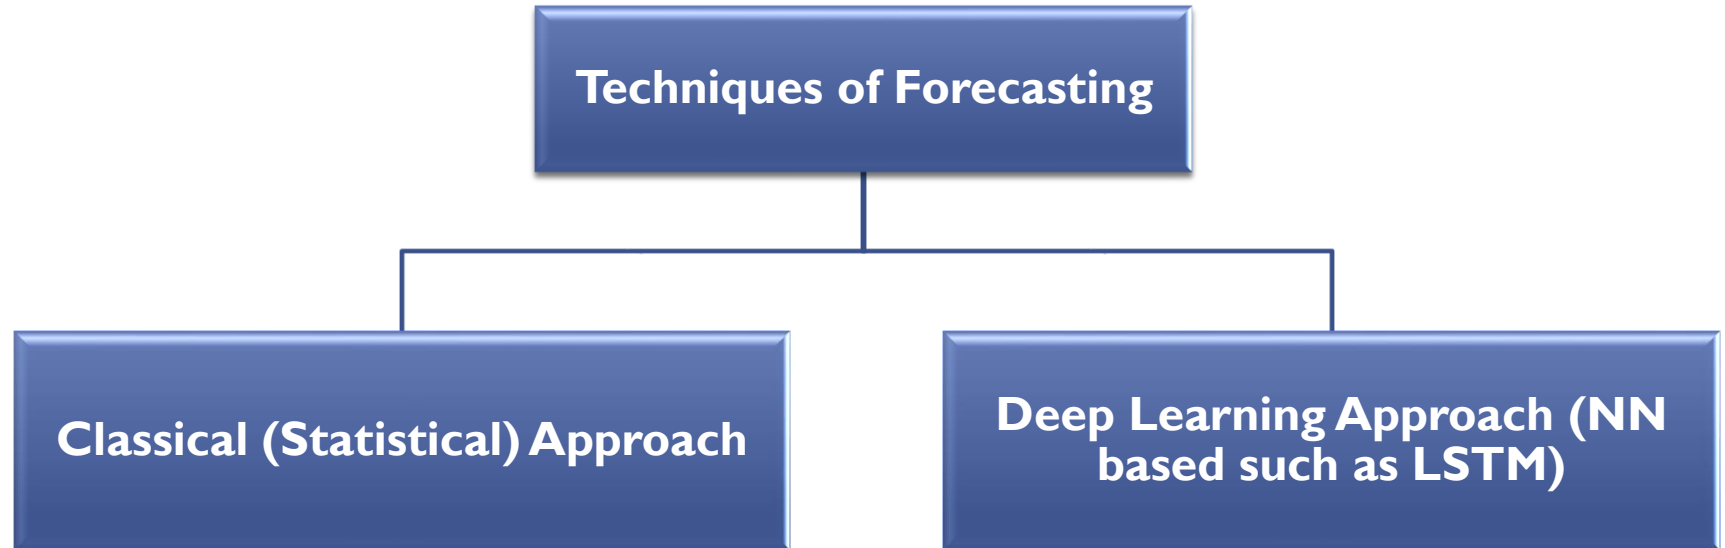 Techniques of Forecasting
Classical (Statistical) Approach
Deep Learning Approach (NN
based such as LSTM)